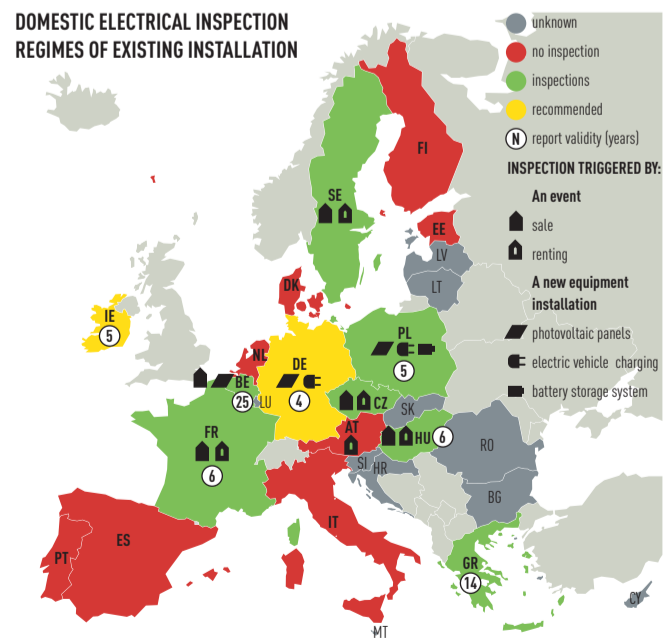 DOMESTIC ELECTRICAL INSPECTION
REGIMES OF EXISTING INSTALLATION
unknown
no inspection
inspections
recommended
N report validity (years)
INSPECTION TRIGGERED BY:
An event
sale
renting
A new equipment
installation
photovoltaic panels
electric vehicle charging
battery storage system
FI
SE
EE
LV
LT
DK
IE
5
NL
DE
4
PL
5
BE
25
LU
CZ
SK
FR
6
AT
HU 6
SI
HR
RO
BG
IT
ES
PT
GR
14
CY
MT